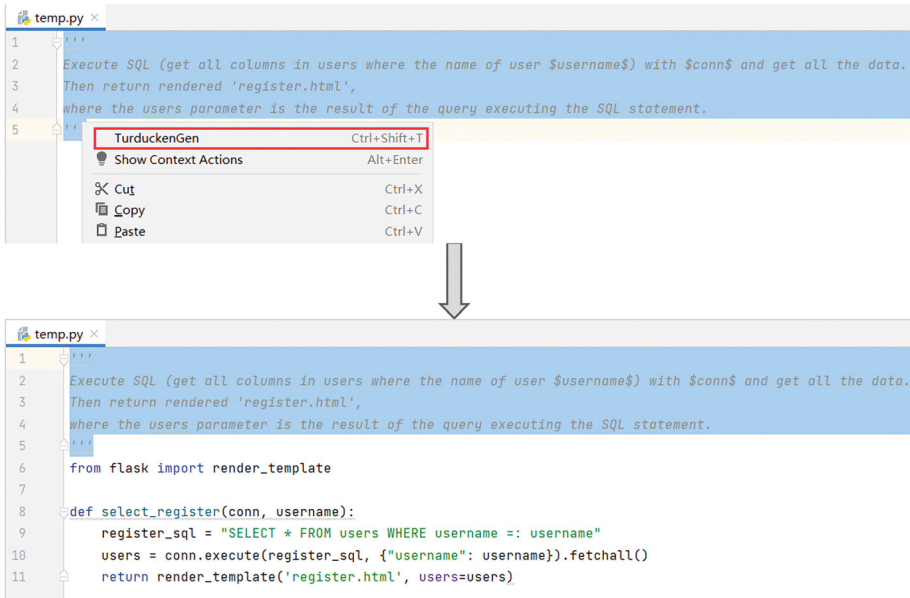 temp.py
1 '''
2 Execute SQL (get all columns in users where the name of user $username$) with $conn$ and get all the data.
3 Then return rendered 'register.html',
4 where the users parameter is the result of the query executing the SQL statement.
5 ''
TurduckenGen Ctrl+Shift+T
Show Context Actions Alt+Enter
Cut Ctrl+X
Copy Ctrl+C
Paste Ctrl+V
temp.py
1 '''
2 Execute SQL (get all columns in users where the name of user $username$) with $conn$ and get all the data.
3 Then return rendered 'register.html',
4 where the users parameter is the result of the query executing the SQL statement.
5 '''
6 from flask import render_template
7
8 def select_register(conn, username):
9 register_sql = "SELECT * FROM users WHERE username =: username"
10 users = conn.execute(register_sql, {"username": username}).fetchall()
11 return render_template('register.html', users=users)